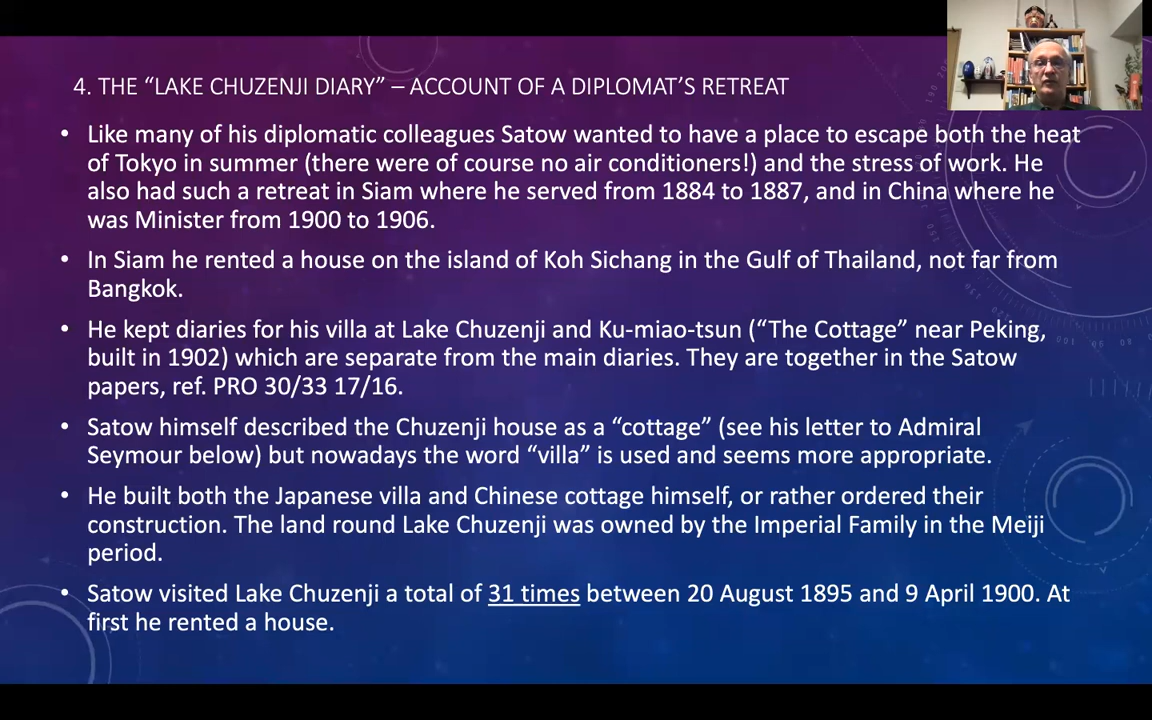 4. THE “LAKE CHUZENJI DIARY” – ACCOUNT OF A DIPLOMAT’S RETREAT
• Like many of his diplomatic colleagues Satow wanted to have a place to escape both the heat
of Tokyo in summer (there were of course no air conditioners!) and the stress of work. He
also had such a retreat in Siam where he served from 1884 to 1887, and in China where he
was Minister from 1900 to 1906.
• In Siam he rented a house on the island of Koh Sichang in the Gulf of Thailand, not far from
Bangkok.
• He kept diaries for his villa at Lake Chuzenji and Ku-miao-tsun (“The Cottage” near Peking,
built in 1902) which are separate from the main diaries. They are together in the Satow
papers, ref. PRO 30/33 17/16.
• Satow himself described the Chuzenji house as a “cottage” (see his letter to Admiral
Seymour below) but nowadays the word “villa” is used and seems more appropriate.
• He built both the Japanese villa and Chinese cottage himself, or rather ordered their
construction. The land round Lake Chuzenji was owned by the Imperial Family in the Meiji
period.
• Satow visited Lake Chuzenji a total of 31 times between 20 August 1895 and 9 April 1900. At
first he rented a house.